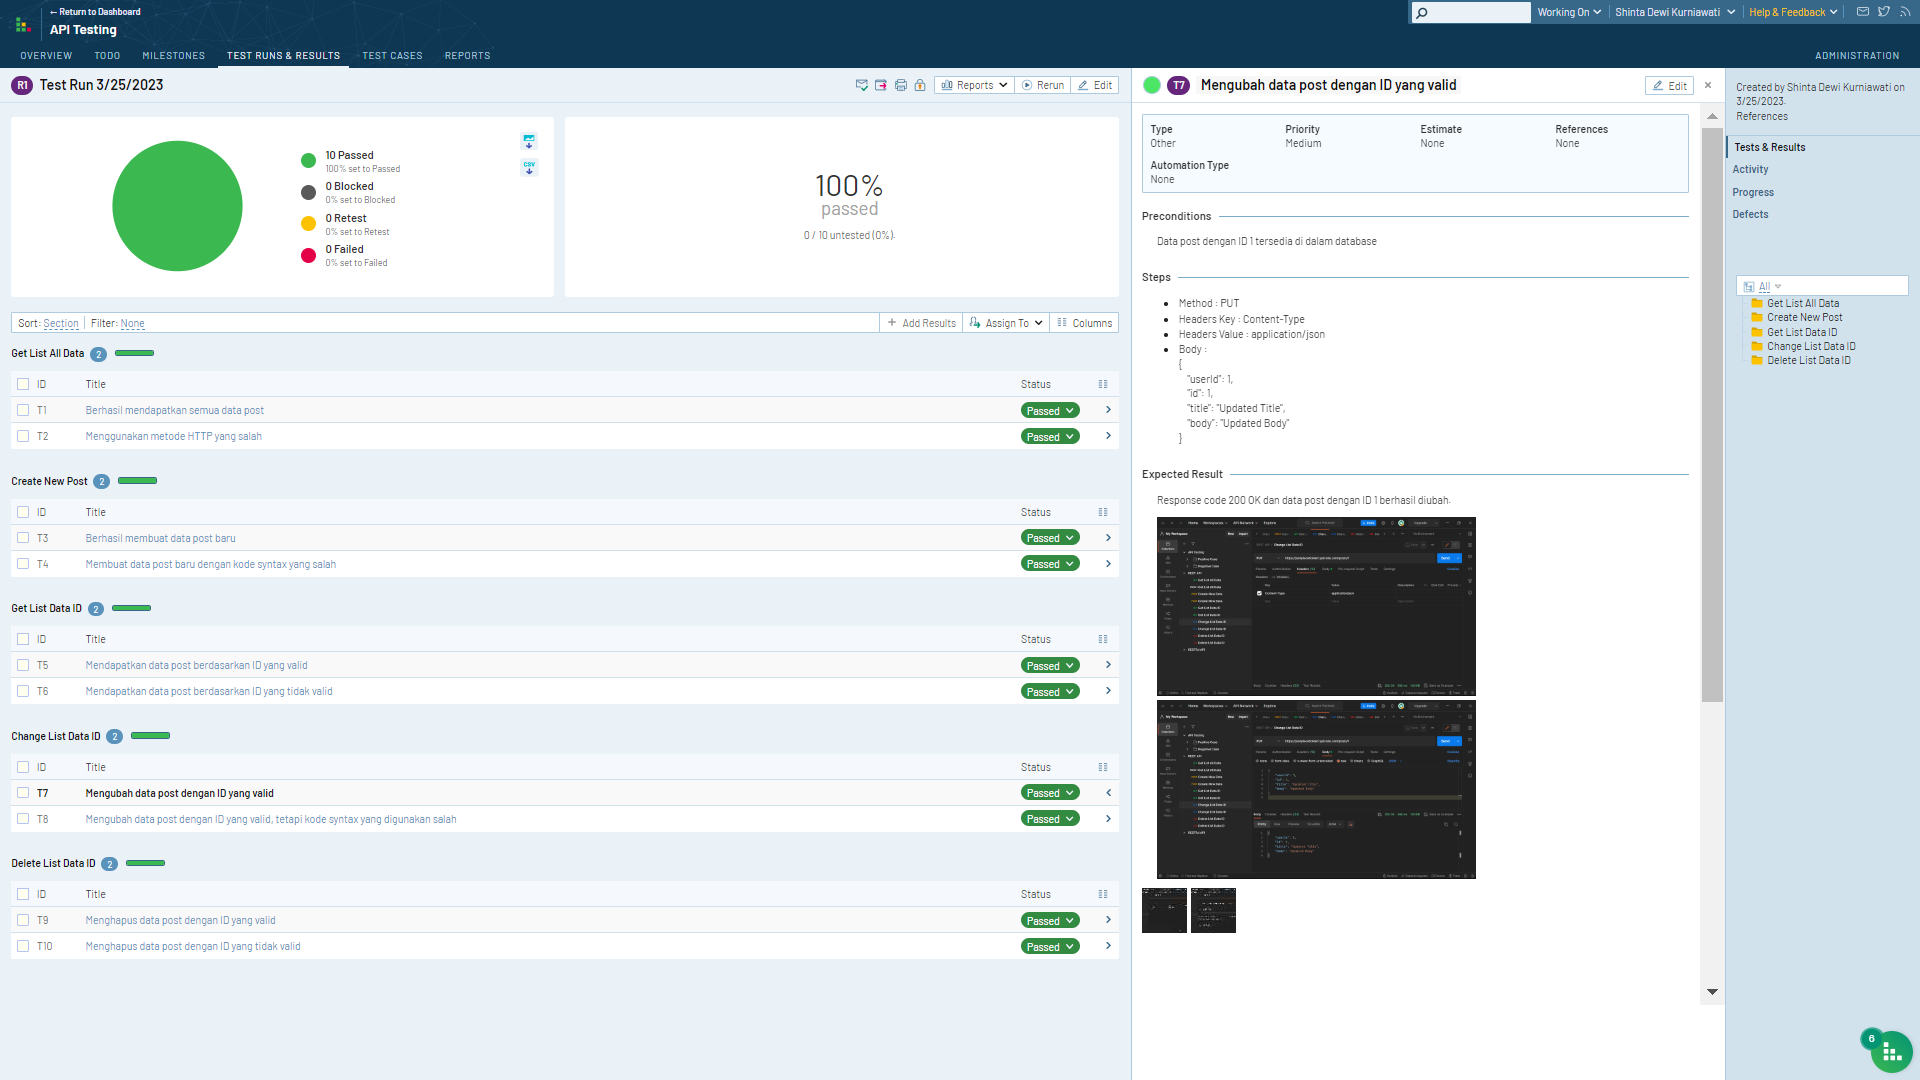 ← Return to Dashboard
API Testing
Working On
Shinta Dewi Kurniawati
Help & Feedback
OVERVIEW
TODO
MILESTONES
TEST RUNS & RESULTS
TEST CASES
REPORTS
ADMINISTRATION
R1 Test Run 3/25/2023
Reports
Rerun
Edit
10 Passed
100% set to Passed
0 Blocked
0% set to Blocked
0 Retest
0% set to Retest
0 Failed
0% set to Failed
CSV
100%
passed
0 / 10 untested (0%).
Sort: Section Filter: None
Add Results
Assign To
Columns
Get List All Data 2
ID Title Status
T1 Berhasil mendapatkan semua data post Passed
T2 Menggunakan metode HTTP yang salah Passed
Create New Post 2
ID Title Status
T3 Berhasil membuat data post baru Passed
T4 Membuat data post baru dengan kode syntax yang salah Passed
Get List Data ID 2
ID Title Status
T5 Mendapatkan data post berdasarkan ID yang valid Passed
T6 Mendapatkan data post berdasarkan ID yang tidak valid Passed
Change List Data ID 2
ID Title Status
T7 Mengubah data post dengan ID yang valid Passed
T8 Mengubah data post dengan ID yang valid, tetapi kode syntax yang digunakan salah Passed
Delete List Data ID 2
ID Title Status
T9 Menghapus data post dengan ID yang valid Passed
T10 Menghapus data post dengan ID yang tidak valid Passed
T7 Mengubah data post dengan ID yang valid
Edit
Type Priority Estimate References
Other Medium None None
Automation Type
None
Preconditions
Data post dengan ID 1 tersedia di dalam database
Steps
Method : PUT
Headers Key : Content-Type
Headers Value : application/json
Body :
{
"userId": 1,
"id": 1,
"title": "Updated Title",
"body": "Updated Body"
}
Expected Result
Response code 200 OK dan data post dengan ID 1 berhasil diubah.
Created by Shinta Dewi Kurniawati on
3/25/2023.
References
Tests & Results
Activity
Progress
Defects
All
Get List All Data
Create New Post
Get List Data ID
Change List Data ID
Delete List Data ID
6